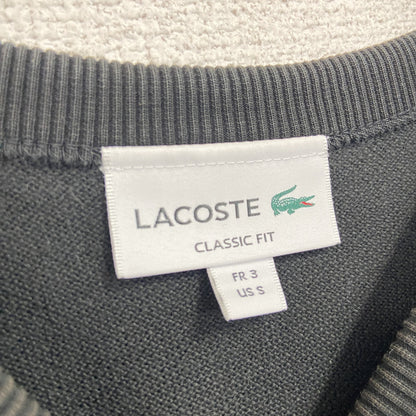 LACOSTE
CLASSIC FIT
FR 3
US S